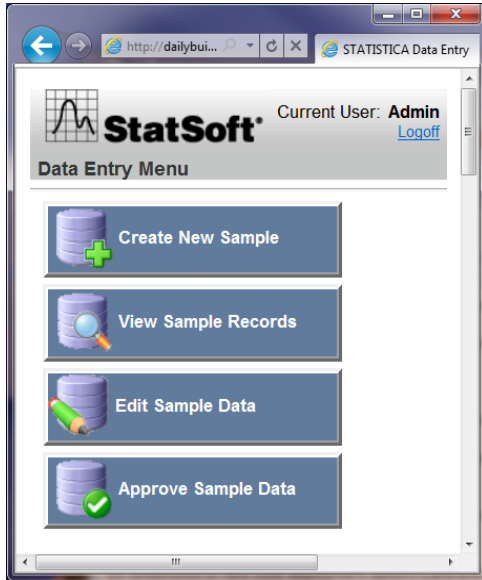 http://dailybui...
STATISTICA Data Entry
StatSoft
Current User: Admin
Logoff
Data Entry Menu
Create New Sample
View Sample Records
Edit Sample Data
Approve Sample Data